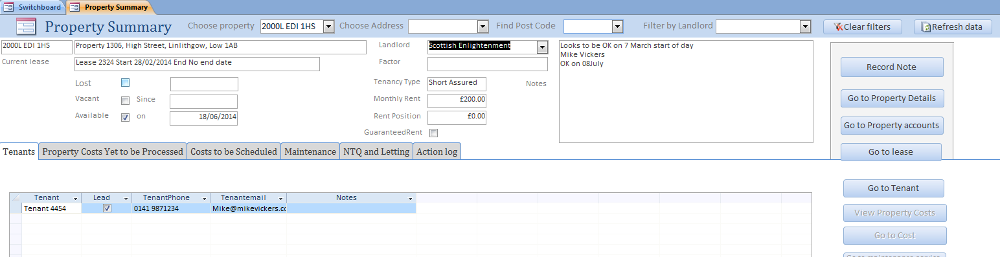 Switchboard Property Summary
Property Summary Choose property 2000L EDI 1HS Choose Address Find Post Code Filter by Landlord Clear filters Refresh data
2000L EDI 1HS Property 1306, High Street, Linlithgow, Low 1AB Landlord Scottish Enlightenment
Current lease Lease 2324 Start 28/02/2014 End No end date Factor
Lost Tenancy Type Short Assured Notes
Vacant Since Monthly Rent £200.00
Available on 18/06/2014 Rent Position £0.00
GuaranteedRent
Looks to be OK on 7 March start of day
Mike Vickers
OK on 08July
Record Note
Go to Property Details
Go to Property accounts
Go to lease
Tenants Property Costs Yet to be Processed Costs to be Scheduled Maintenance NTQ and Letting Action log
Tenant Lead TenantPhone Tenantemail Notes
Tenant 4454 0141 9871234 Mike@mikevickers.co
Go to Tenant
View Property Costs
Go to Cost
Go to maintenance service